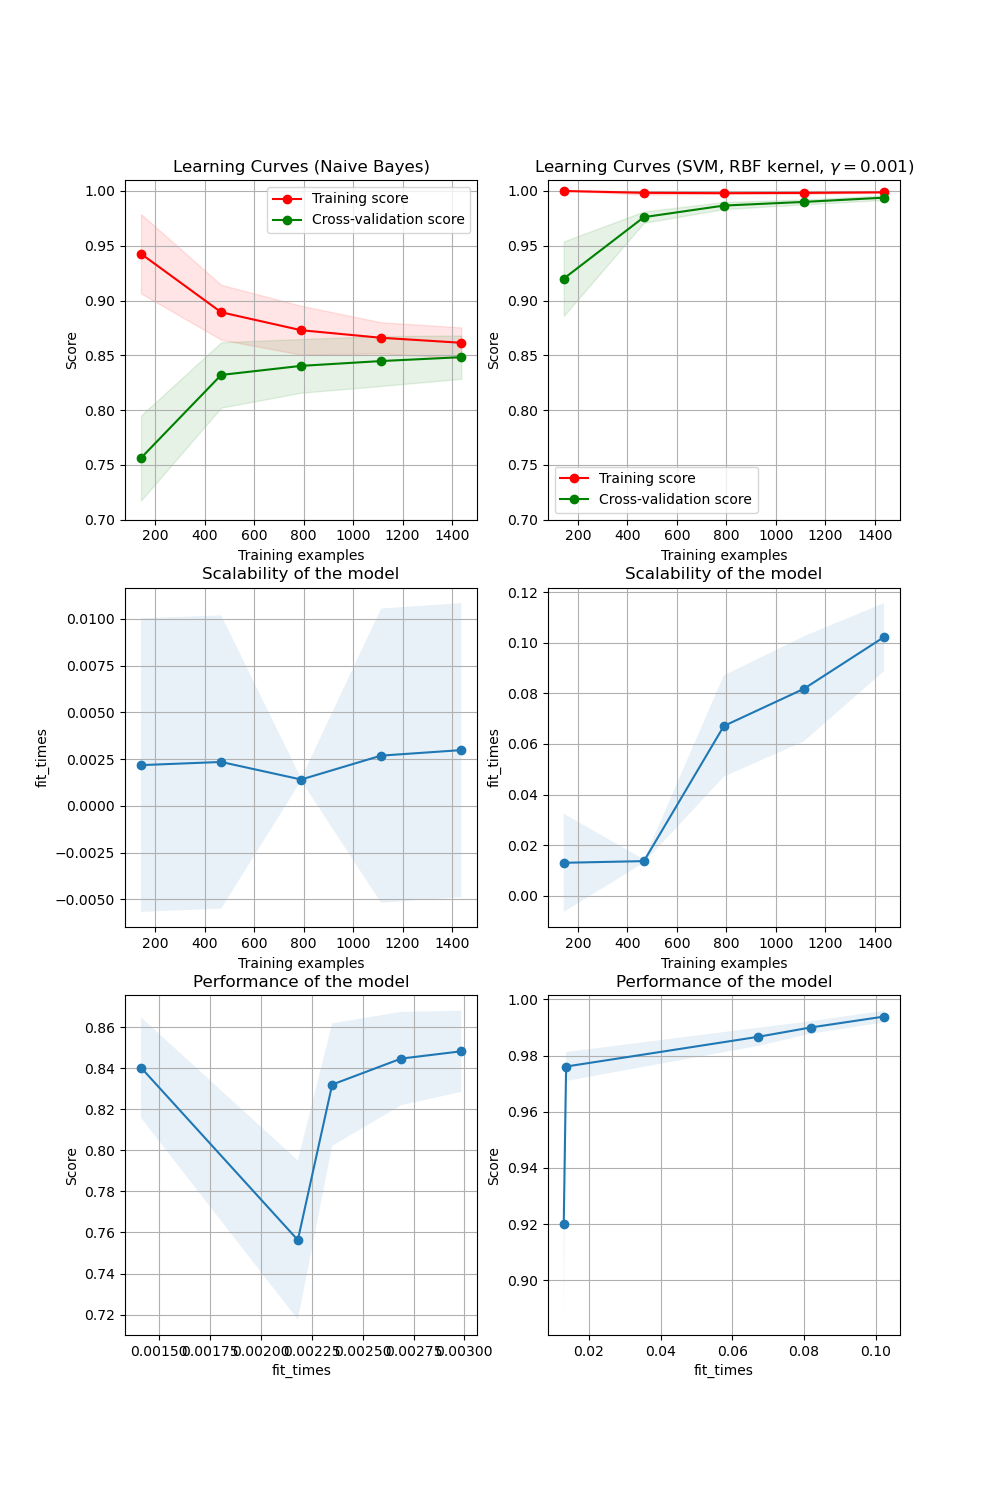 Learning Curves (Naive Bayes)
Learning Curves (SVM, RBF kernel, γ = 0.001)
1.00
0.95
0.90
0.85
0.80
0.75
0.70
Score
Training score
Cross-validation score
200 400 600 800 1000 1200 1400
Training examples
1.00
0.95
0.90
0.85
0.80
0.75
0.70
Score
Training score
Cross-validation score
200 400 600 800 1000 1200 1400
Training examples
Scalability of the model
0.0100
0.0075
0.0050
0.0025
0.0000
−0.0025
−0.0050
fit_times
200 400 600 800 1000 1200 1400
Training examples
Scalability of the model
0.12
0.10
0.08
0.06
0.04
0.02
0.00
fit_times
200 400 600 800 1000 1200 1400
Training examples
Performance of the model
0.86
0.84
0.82
0.80
0.78
0.76
0.74
0.72
Score
0.00150 0.00175 0.00200 0.00225 0.00250 0.00275 0.00300
fit_times
Performance of the model
1.00
0.98
0.96
0.94
0.92
0.90
Score
0.02 0.04 0.06 0.08 0.10
fit_times